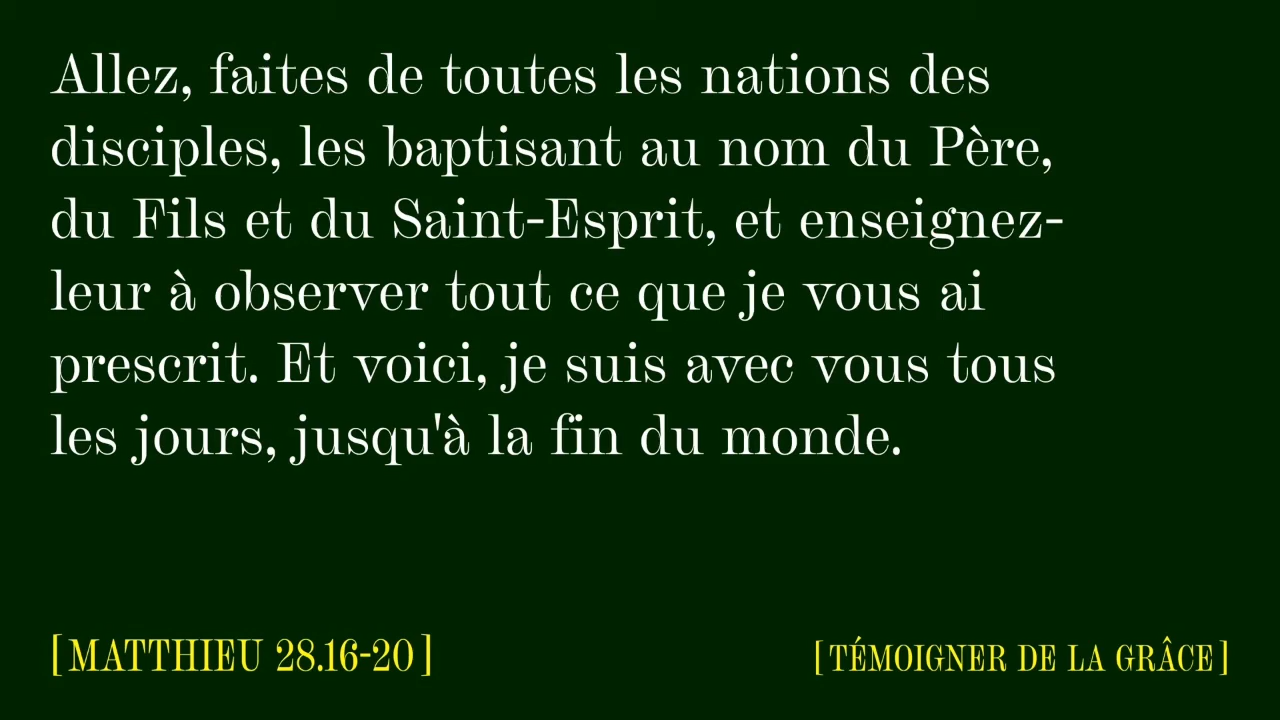 Allez, faites de toutes les nations des
disciples, les baptisant au nom du Père,
du Fils et du Saint-Esprit, et enseignez-
leur à observer tout ce que je vous ai
prescrit. Et voici, je suis avec vous tous
les jours, jusqu'à la fin du monde.
[MATTHIEU 28.16-20]
[TÉMOIGNER DE LA GRÂCE]